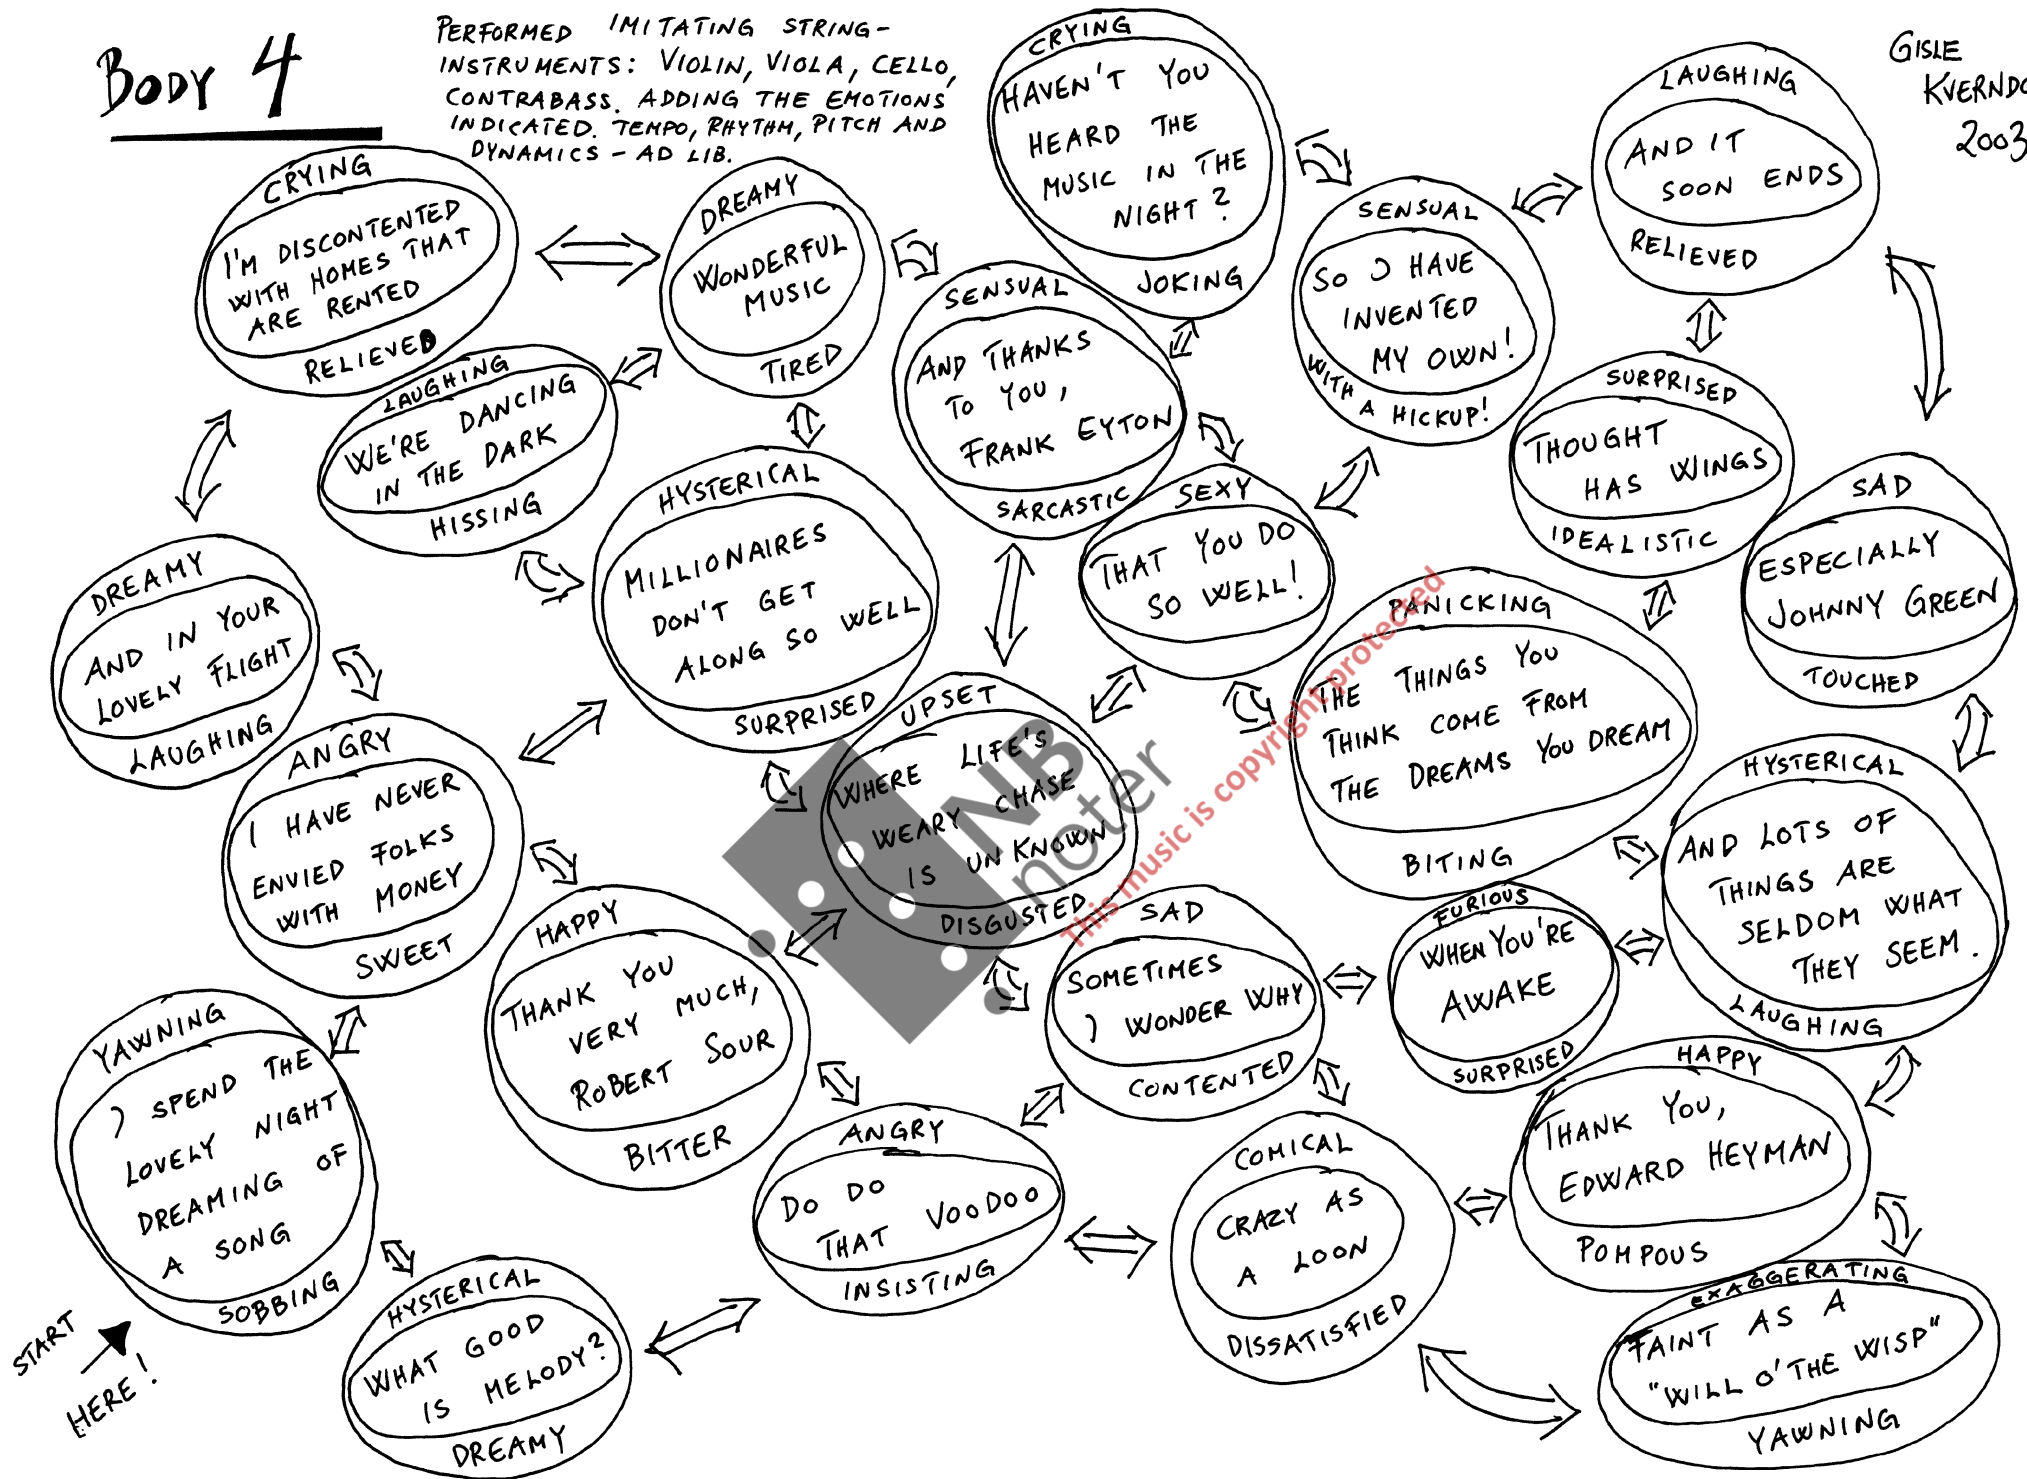 BODY 4
PERFORMED IMITATING STRING-
INSTRUMENTS: VIOLIN, VIOLA, CELLO,
CONTRABASS. ADDING THE EMOTIONS
INDICATED. TEMPO, RHYTHM, PITCH AND
DYNAMICS - AD LIB.
GISLE
2003
CRYING
I'M DISCONTENTED
WITH HOMES THAT
ARE RENTED
RELIEVED
DREAMY
WONDERFUL
MUSIC
TIRED
CRYING
HAVEN'T YOU
HEARD THE
MUSIC IN THE
NIGHT?
JOKING
LAUGHING
AND IT
SOON ENDS
RELIEVED
SENSUAL
SO I HAVE
INVENTED
MY OWN!
WITH A HICKUP!
SENSUAL
AND THANKS
TO YOU,
FRANK EYTON
SARCASTIC
LAUGHING
WE'RE DANCING
IN THE DARK
HISSING
SURPRISED
THOUGHT
HAS WINGS
IDEALISTIC
HYSTERICAL
MILLIONAIRES
DON'T GET
ALONG SO WELL
SURPRISED
SEXY
THAT YOU DO
SO WELL!
SAD
ESPECIALLY
JOHNNY GREEN
TOUCHED
DREAMY
AND IN YOUR
LOVELY FLIGHT
LAUGHING
PANICKING
THE THINGS YOU
THINK COME FROM
THE DREAMS YOU DREAM
BITING
UPSET
WHERE LIFE'S
WEARY CHASE
IS UN KNOWN
DISGUSTED
ANGRY
I HAVE NEVER
ENVIED FOLKS
WITH MONEY
SWEET
HYSTERICAL
AND LOTS OF
THINGS ARE
SELDOM WHAT
THEY SEEM.
LAUGHING
HAPPY
THANK YOU
VERY MUCH,
ROBERT SOUR
BITTER
SAD
SOMETIMES
I WONDER WHY
CONTENTED
FURIOUS
WHEN YOU'RE
AWAKE
SURPRISED
YAWNING
I SPEND THE
LOVELY NIGHT
DREAMING OF
A SONG
SOBBING
HAPPY
THANK YOU,
EDWARD HEYMAN
POMPOUS
ANGRY
DO DO
THAT VOODOO
INSISTING
COMICAL
CRAZY AS
A LOON
DISSATISFIED
HYSTERICAL
WHAT GOOD
IS MELODY?
DREAMY
EXAGGERATING
FAINT AS A
"WILL O' THE WISP"
YAWNING
START
HERE!
NB
noter
This music is copyright protected